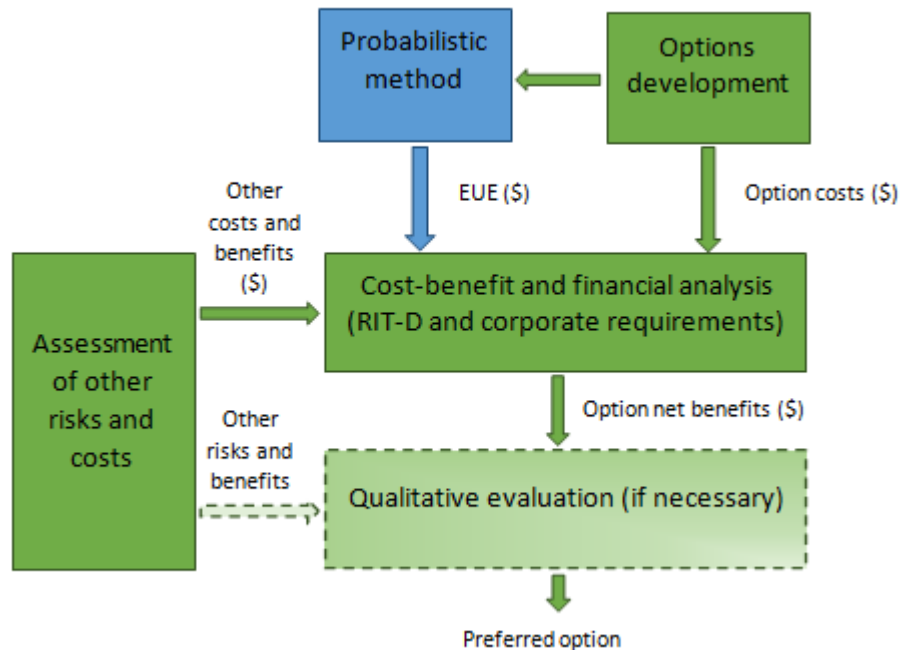 Probabilistic
method
Options
development
EUE ($)
Option costs ($)
Other
costs and
benefits
($)
Cost-benefit and financial analysis
(RIT-D and corporate requirements)
Assessment
of other
risks and
costs
Option net benefits ($)
Other
risks and
benefits
Qualitative evaluation (if necessary)
Preferred option